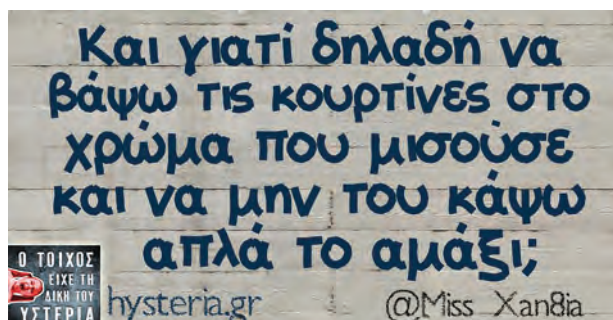 Και γιατί δηλαδή να
βάψω τις κουρτίνες στο
χρώμα που μισούσε
και να μην του κάψω
απλά το αμάξι;
Ο ΤΟΙΧΟΣ
ΕΙΧΕ ΤΗ
ΔΙΚΗ ΤΟΥ
ΥΣΤΕΡΙΑ
hysteria.gr
@Miss_Xan8ia